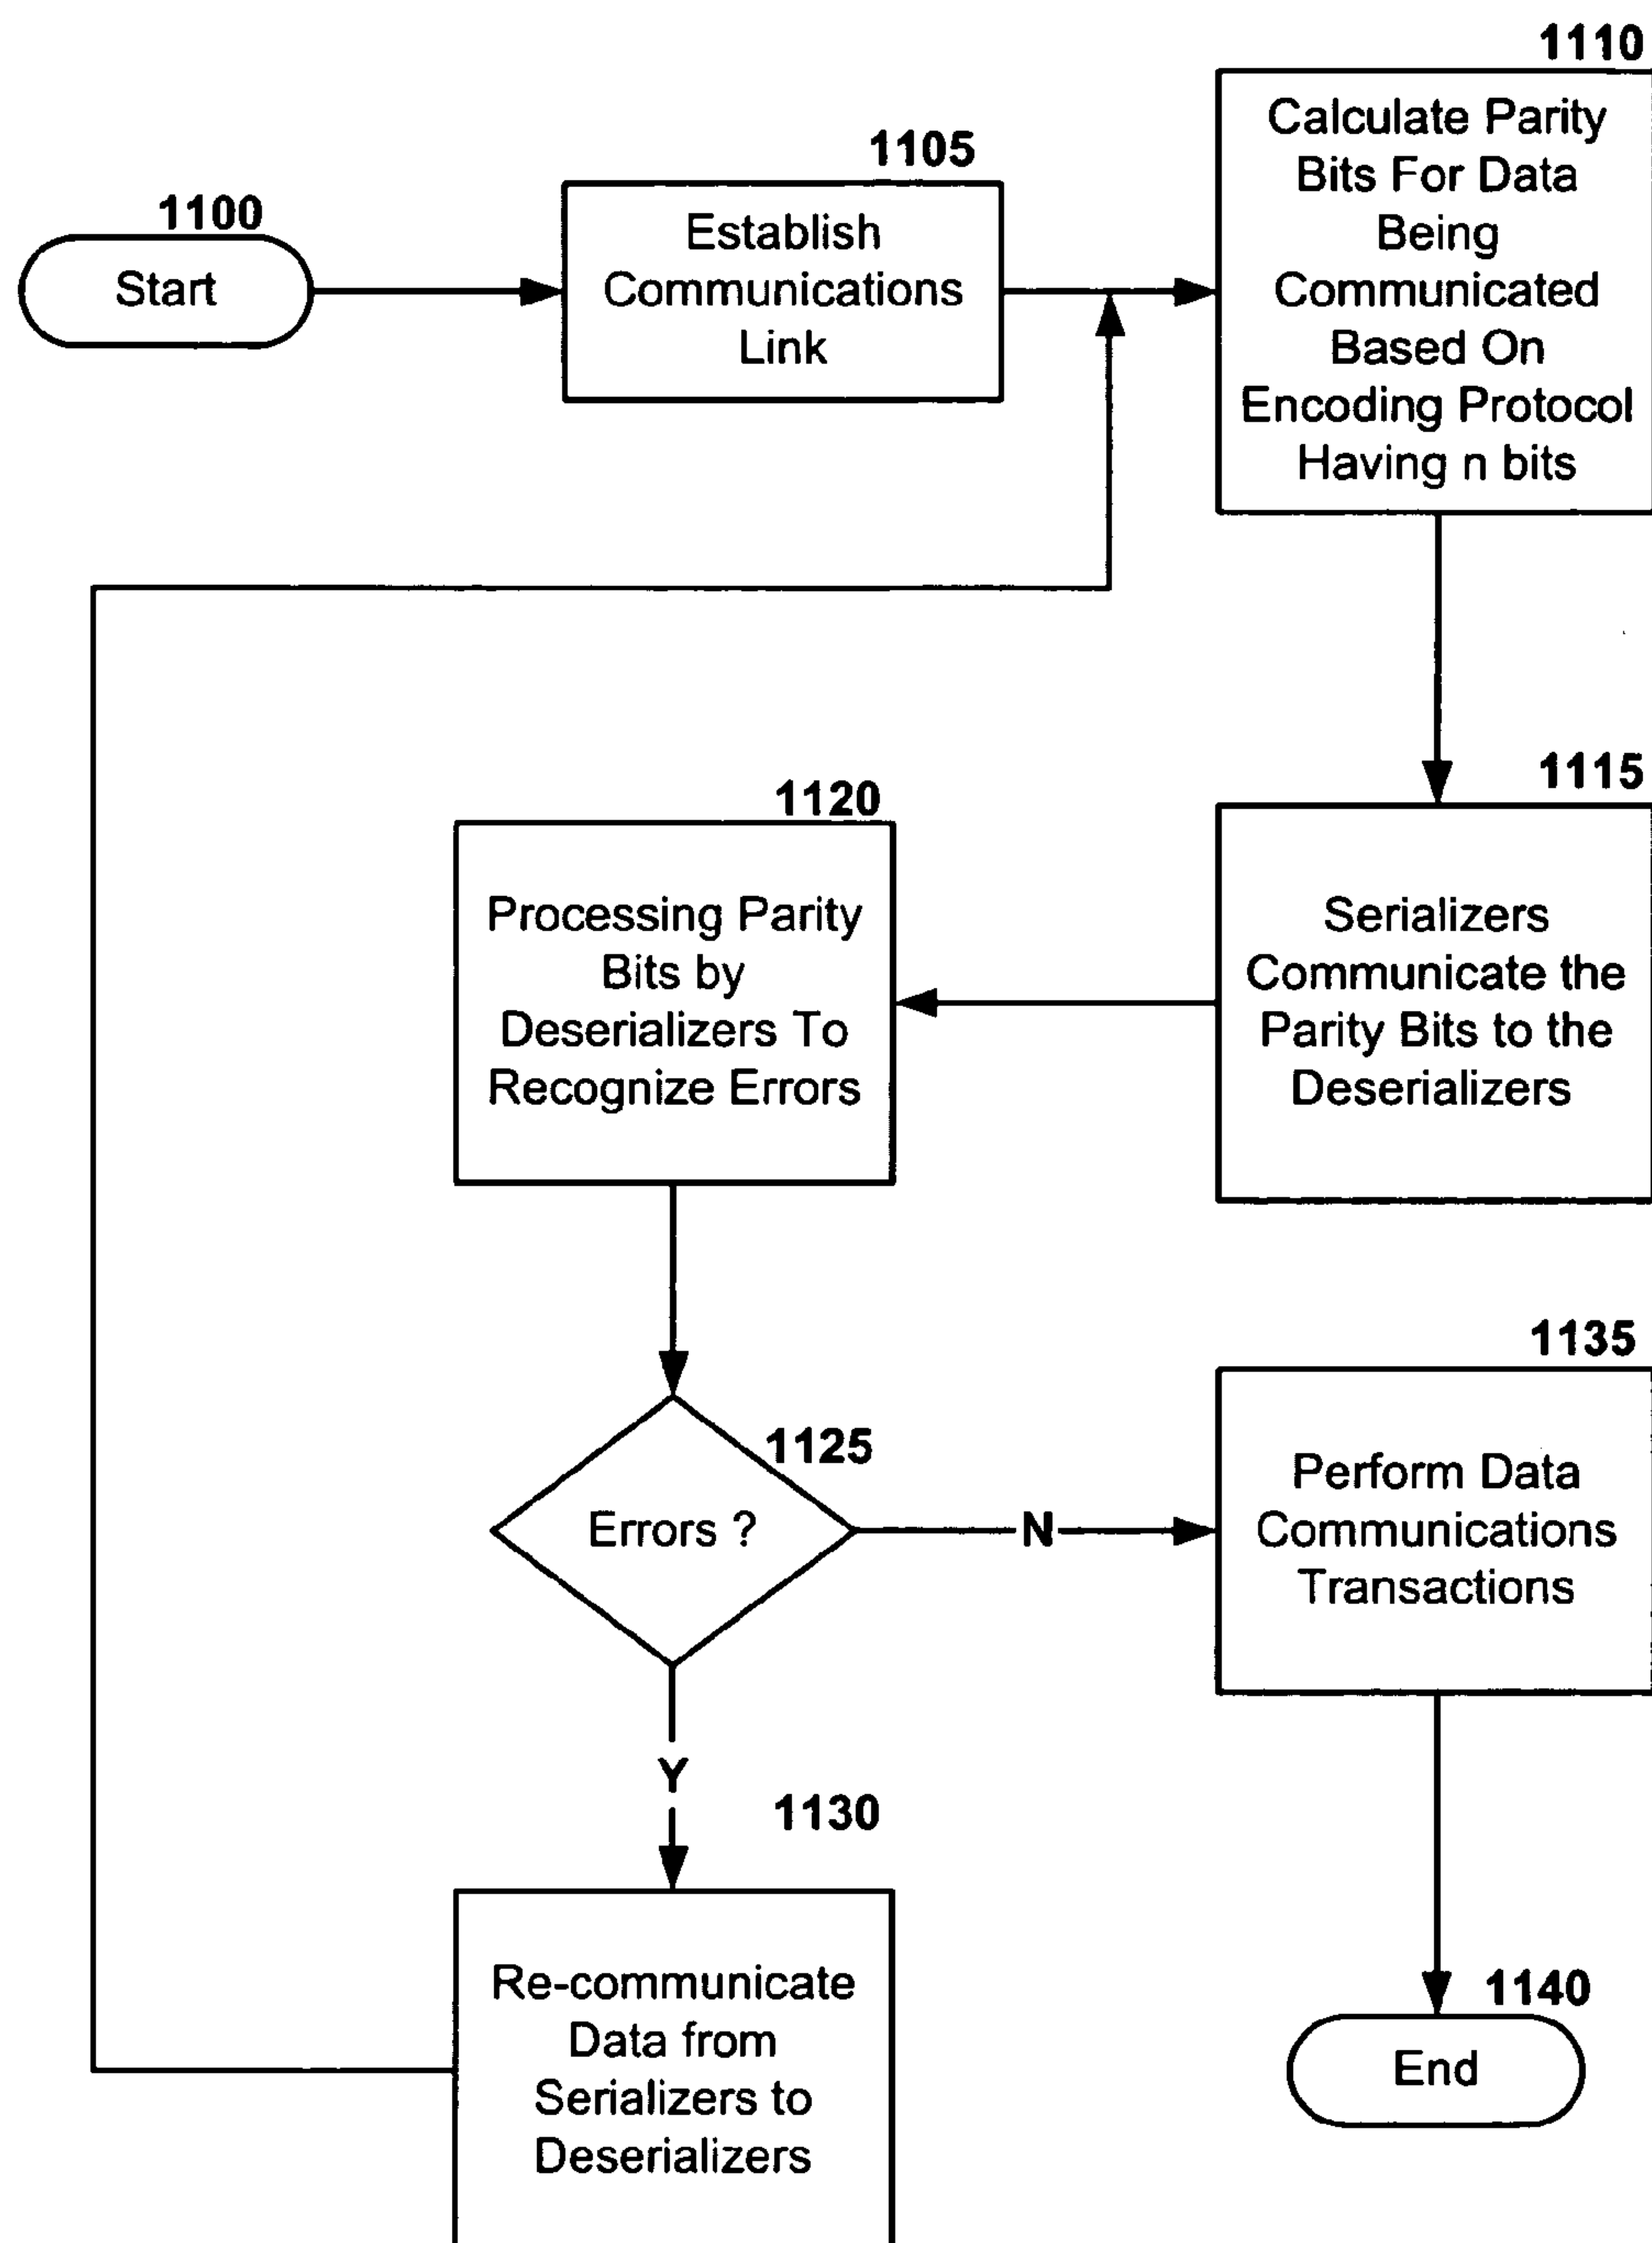 1100
Start
1105
Establish
Communications
Link
1110
Calculate Parity
Bits For Data
Being
Communicated
Based On
Encoding Protocol
Having n bits
1115
Serializers
Communicate the
Parity Bits to the
Deserializers
1120
Processing Parity
Bits by
Deserializers To
Recognize Errors
1125
Errors ?
N
Y
1130
Re-communicate
Data from
Serializers to
Deserializers
1135
Perform Data
Communications
Transactions
1140
End